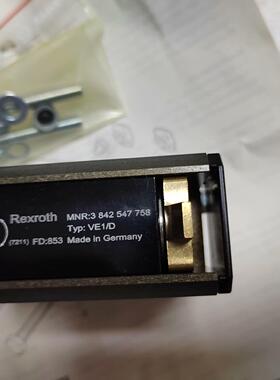 Rexroth MNR:3 842 547 758
Typ: VE1/D
(7211) FD:853 Made in Germany